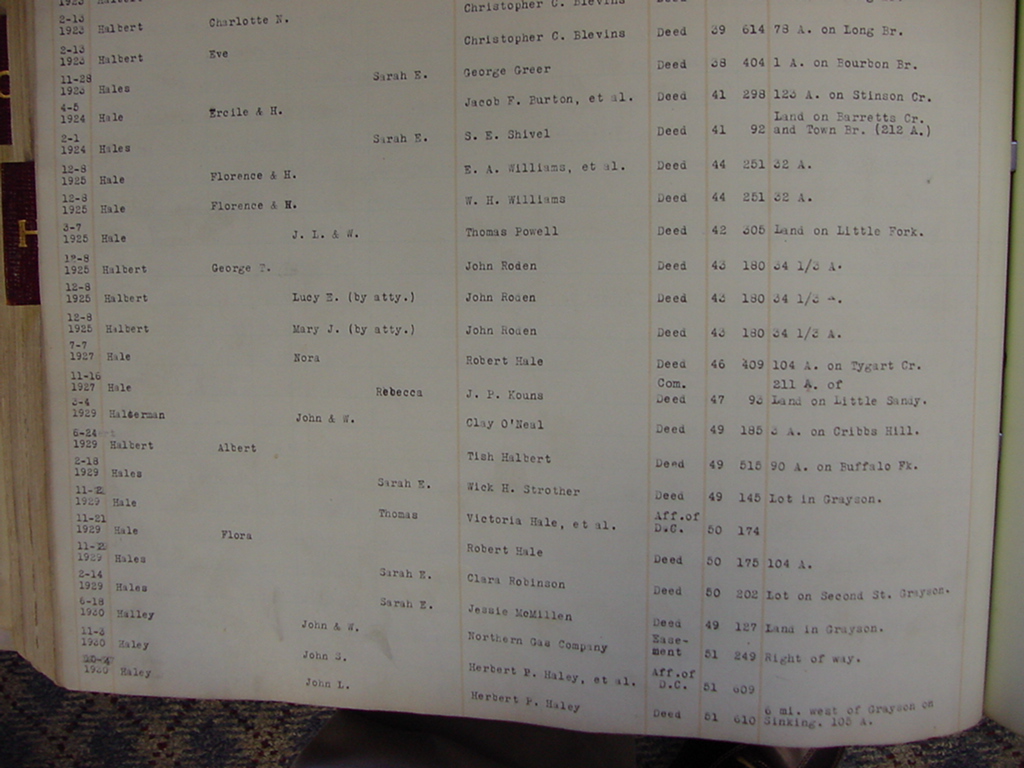 1923 Halbert Christopher C. Blevins Deed
2-13
1923 Halbert Charlotte N. Christopher C. Blevins Deed 39 614 78 A. on Long Br.
2-13
1923 Halbert Eve George Greer Deed 38 404 1 A. on Bourbon Br.
11-28
1923 Hales Sarah E. Jacob F. Burton, et al. Deed 41 298 123 A. on Stinson Cr.
4-5 Land on Barretts Cr.
1924 Hale Ercile & H. S. E. Shivel Deed 41 92 and Town Br. (212 A.)
2-1
1924 Hales Sarah E.
12-8
1925 Hale Florence & H. E. A. Williams, et al. Deed 44 251 32 A.
12-8
1925 Hale Florence & H. W. H. Williams Deed 44 251 32 A.
3-7
1925 Hale J. L. & W. Thomas Powell Deed 42 305 Land on Little Fork.
12-8
1925 Halbert George T. John Roden Deed 43 180 34 1/3 A.
12-8
1925 Halbert Lucy E. (by atty.) John Roden Deed 43 180 34 1/3 A.
12-8
1925 Halbert Mary J. (by atty.) John Roden Deed 43 180 34 1/3 A.
7-7
1927 Hale Nora Robert Hale Deed 46 409 104 A. on Tygart Cr.
11-16 Com. 211 A. of
1927 Hale Rebecca J. P. Kouns Deed 47 93 Land on Little Sandy.
3-4
1929 Halderman John & W. Clay O'Neal Deed 49 185 3 A. on Cribbs Hill.
6-24
1929 Halbert Albert Tish Halbert Deed 49 515 90 A. on Buffalo Fk.
2-18
1929 Hales Sarah E. Wick H. Strother Deed 49 145 Lot in Grayson.
Aff.of
1929 Hale Thomas Victoria Hale, et al. D.C. 50 174
11-21
1929 Hale Flora Robert Hale Deed 50 175 104 A.
1929 Hales Sarah E. Clara Robinson Deed 50 202 Lot on Second St. Grayson.
2-14
1929 Hales Sarah E. Jessie McMillen Deed 49 127 Land in Grayson.
6-18 Ease-
1930 Halley John & W. Northern Gas Company ment 51 249 Right of way.
11-3 Aff.of
1930 Haley John S. Herbert P. Haley, et al. D.C. 51 609
6 mi. west of Grayson on
1930 Haley John L. Herbert P. Haley Deed 51 610 Sinking. 105 A.
H